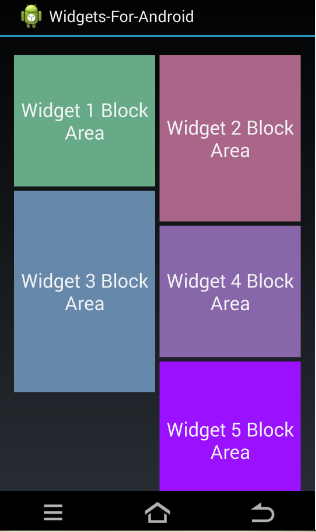 Widgets-For-Android
Widget 1 Block
Area
Widget 2 Block
Area
Widget 3 Block
Area
Widget 4 Block
Area
Widget 5 Block
Area